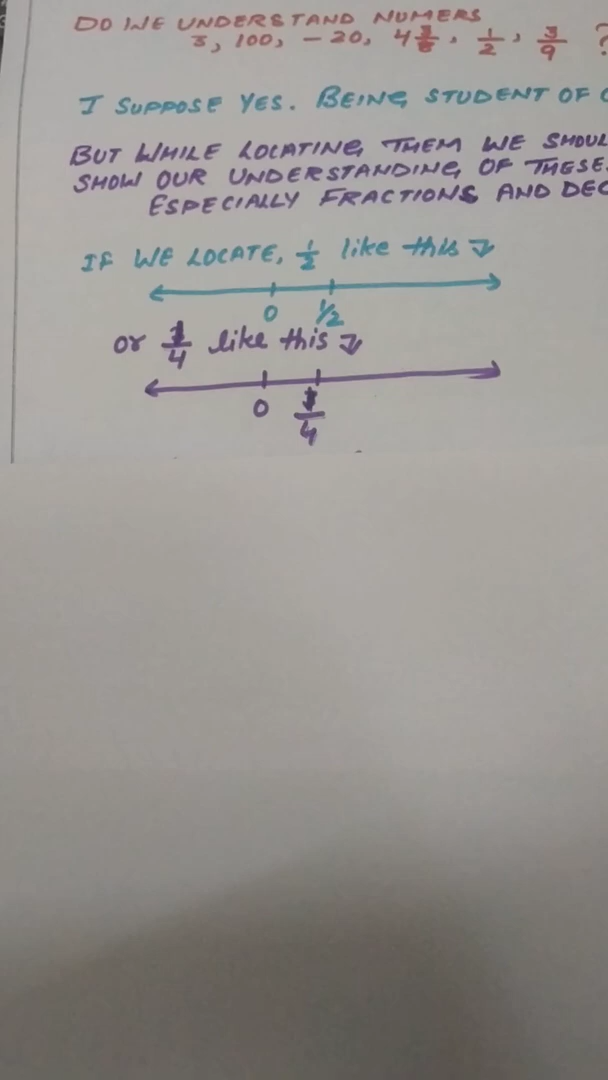 DO WE UNDERSTAND NUMERS
3, 100, -20, 4 3/8, 1/2, 3/9 ?
I SUPPOSE YES. BEING STUDENT OF
BUT WHILE LOCATING THEM WE SHOUL
SHOW OUR UNDERSTANDING OF THESE
ESPECIALLY FRACTIONS AND DEC
IF WE LOCATE, 1/2 like this
0 1/2
or 1/4 like this
0 1/4